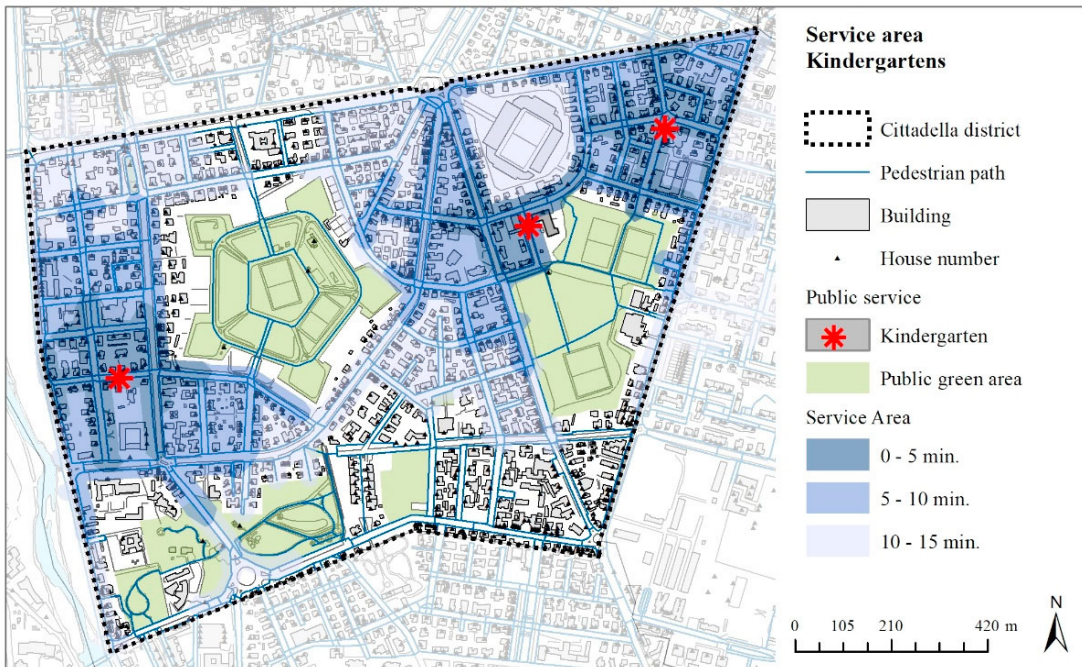 Service area
Kindergartens
Cittadella district
Pedestrian path
Building
House number
Public service
Kindergarten
Public green area
Service Area
0 - 5 min.
5 - 10 min.
10 - 15 min.
N
0 105 210 420 m